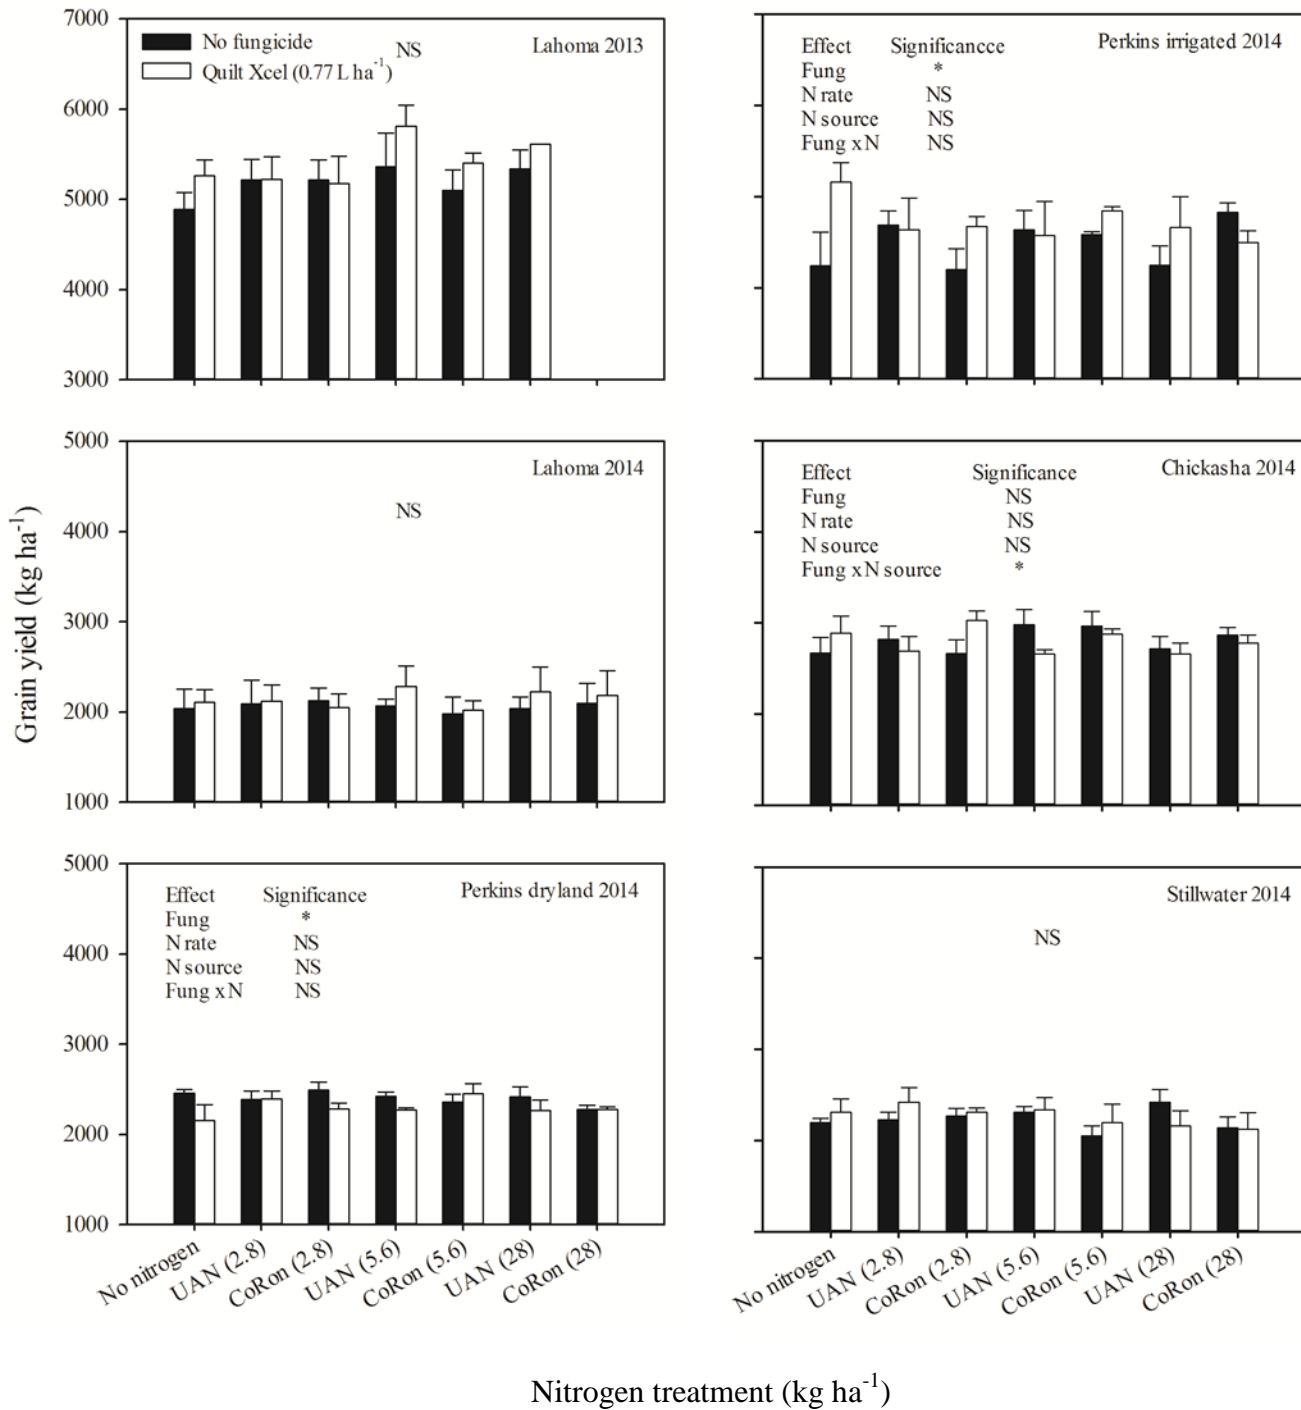 Grain yield (kg ha-1)
7000
6000
5000
4000
3000
No fungicide
Quilt Xcel (0.77 L ha-1)
NS
Lahoma 2013
Effect Significancce
Fung *
N rate NS
N source NS
Fung xN NS
Perkins irrigated 2014
5000
4000
3000
2000
1000
Lahoma 2014
NS
Effect Significance
Fung NS
N rate NS
N source NS
Fung xN source *
Chickasha 2014
5000
4000
3000
2000
1000
Effect Significance
Fung *
N rate NS
N source NS
Fung xN NS
Perkins dryland 2014
Stillwater 2014
NS
No nitrogen
UAN (2.8)
CoRon (2.8)
UAN (5.6)
CoRon (5.6)
UAN (28)
CoRon (28)
No nitrogen
UAN (2.8)
CoRon (2.8)
UAN (5.6)
CoRon (5.6)
UAN (28)
CoRon (28)
Nitrogen treatment (kg ha-1)